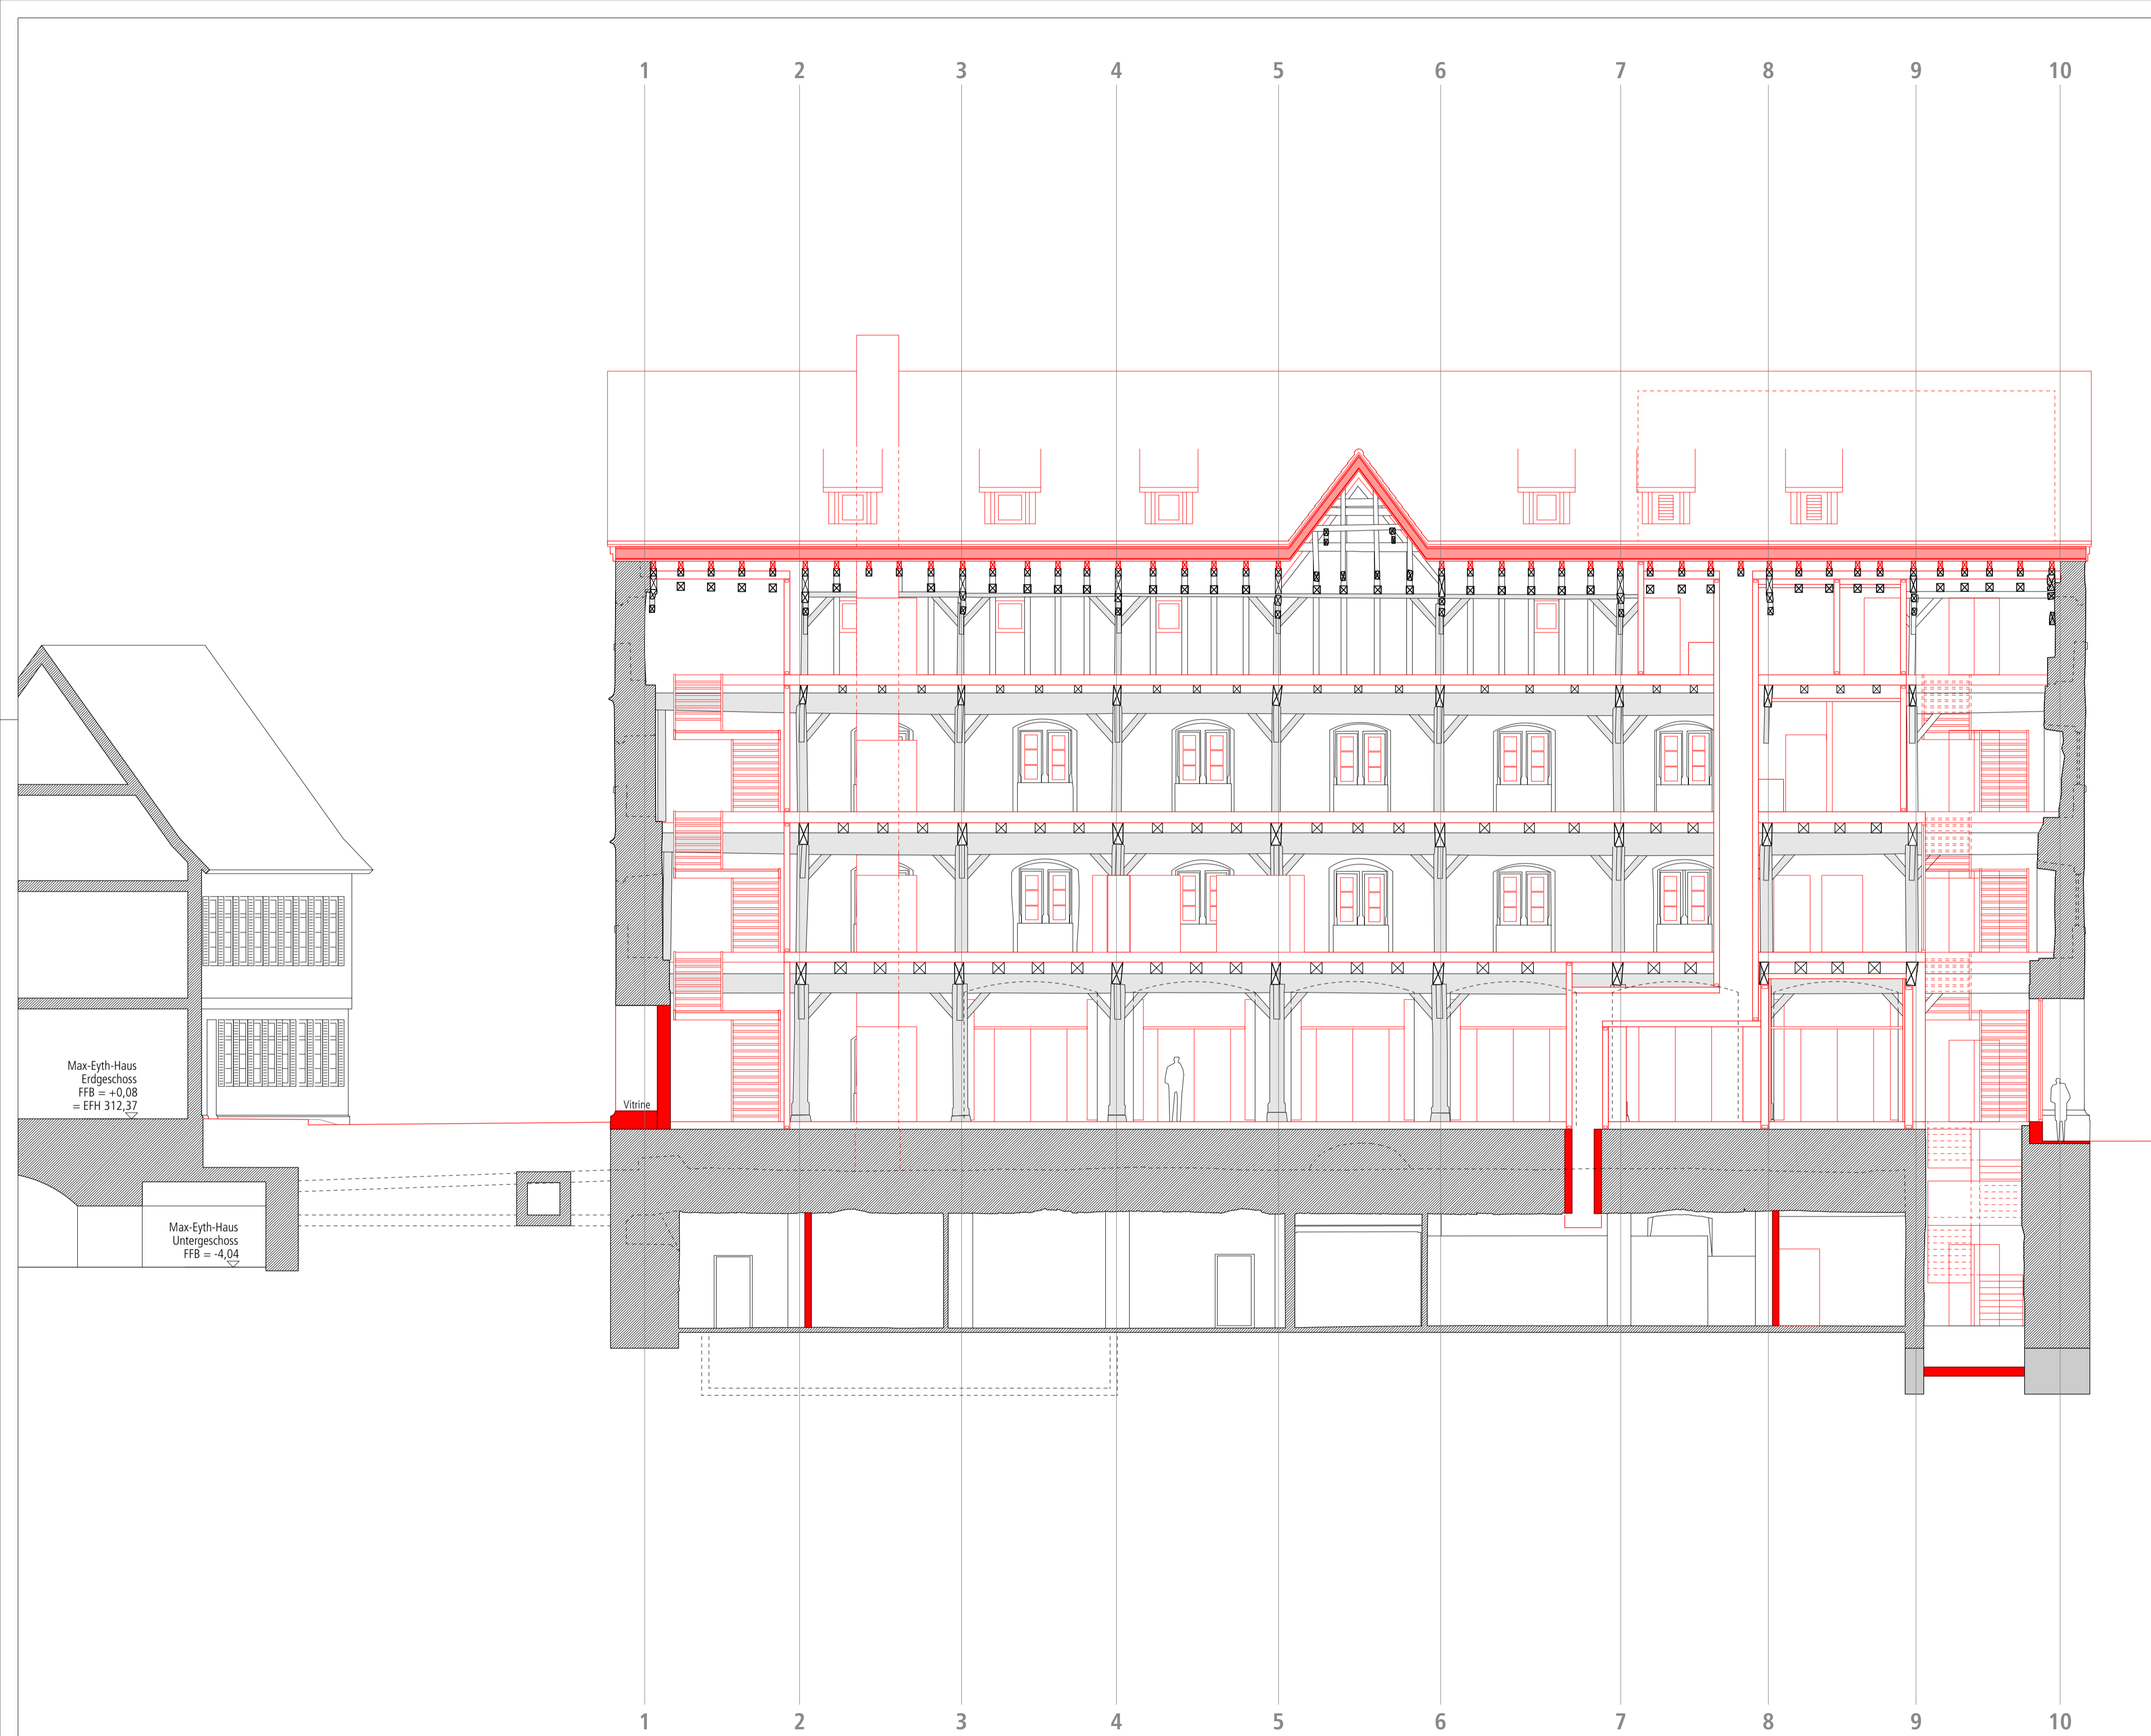 1 2 3 4 5 6 7 8 9 10
Max-Eyth-Haus
Erdgeschoss
FFB = +0,08
= EFH 312,37
Vitrine
Max-Eyth-Haus
Untergeschoss
FFB = -4,04
1 2 3 4 5 6 7 8 9 10